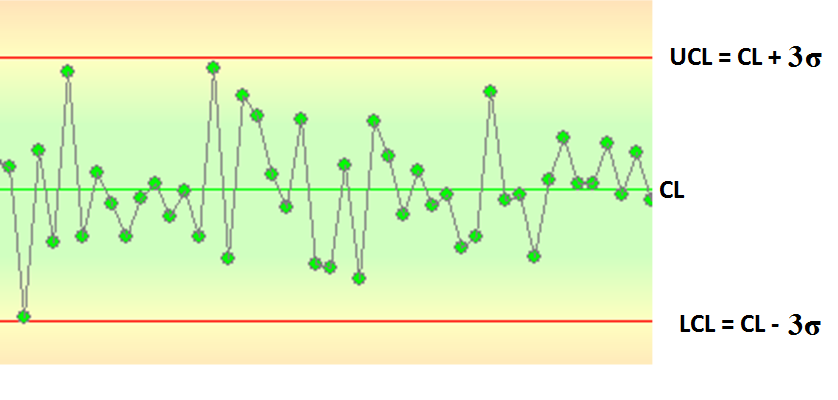 UCL = CL + 3σ
CL
LCL = CL - 3σ